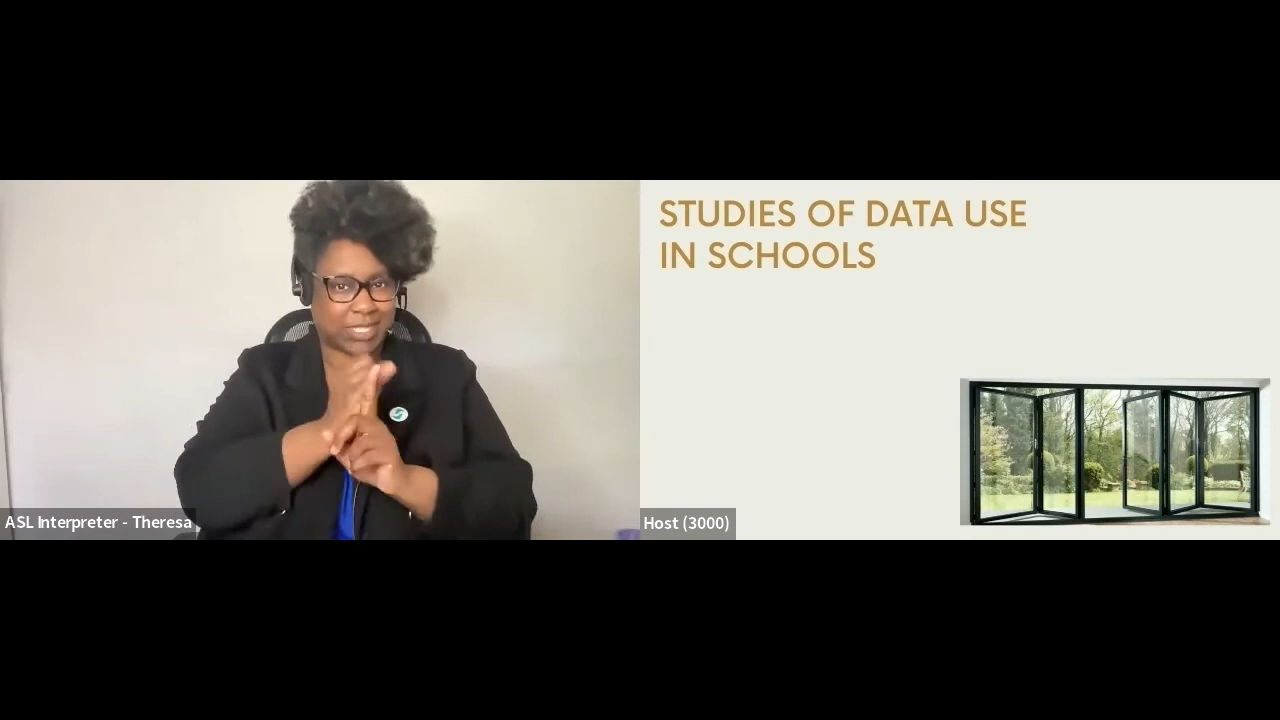 STUDIES OF DATA USE
IN SCHOOLS
ASL Interpreter - Theresa
Host (3000)